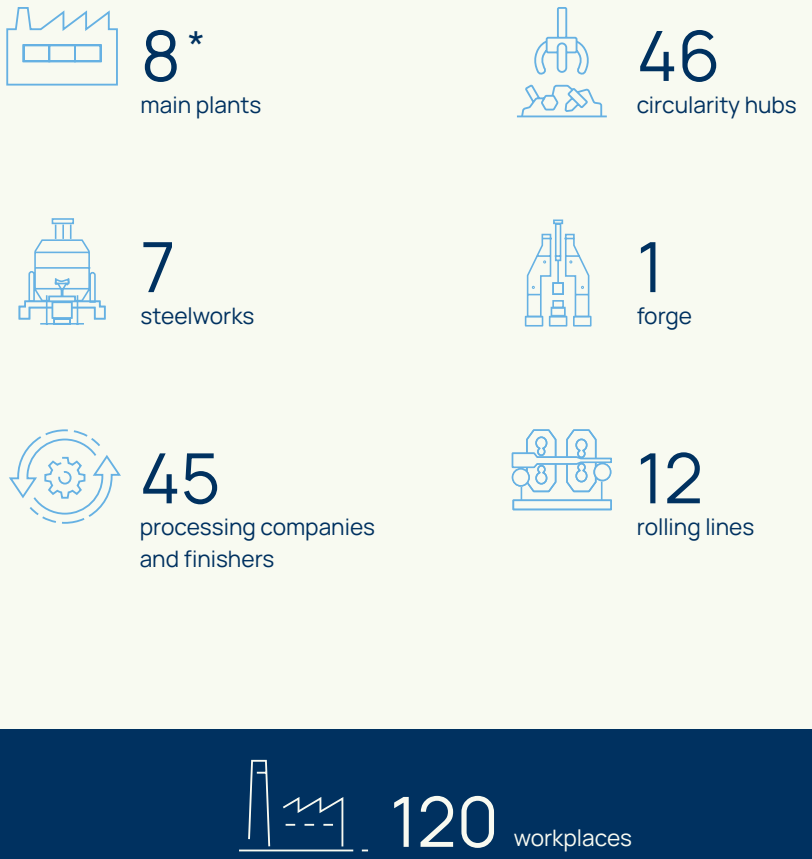 8*
main plants
46
circularity hubs
7
steelworks
1
forge
45
processing companies
and finishers
12
rolling lines
120 workplaces